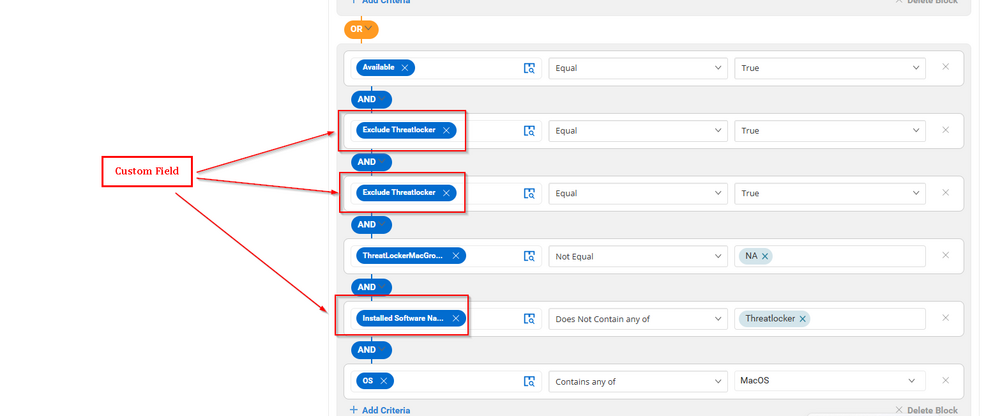 + Add Criteria
× Delete Block
OR
Available × Equal True ×
AND
Exclude Threatlocker × Equal True ×
AND
Custom Field
Exclude Threatlocker × Equal True ×
AND
ThreatLockerMacGro... × Not Equal NA × ×
AND
Installed Software Na... × Does Not Contain any of Threatlocker × ×
AND
OS × Contains any of MacOS ×
+ Add Criteria
× Delete Block